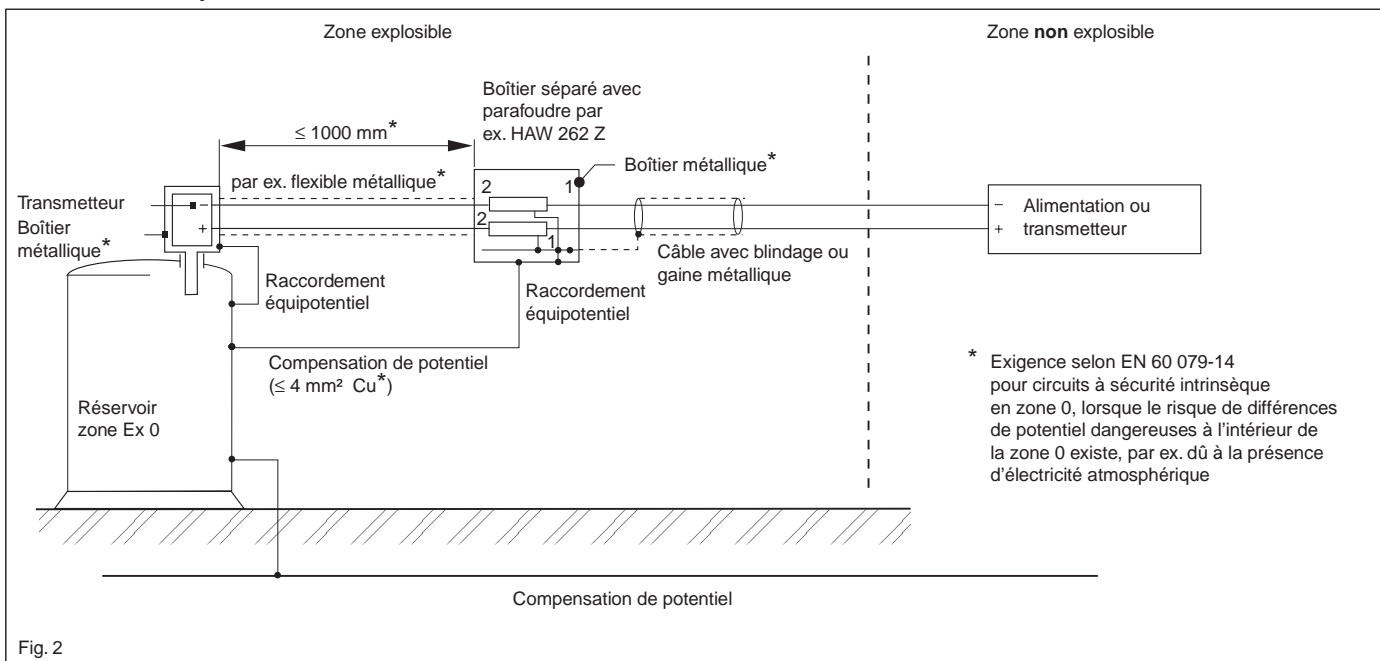 Zone explosible
Zone non explosible
Boîtier séparé avec
parafoudre par
ex. HAW 262 Z
≤ 1000 mm*
Boîtier métallique*
par ex. flexible métallique*
2
1
Transmetteur
–
–
Alimentation ou
Boîtier
métallique*
+
2
1
+
transmetteur
Câble avec blindage ou
gaine métallique
Raccordement
équipotentiel
Raccordement
équipotentiel
Compensation de potentiel
(≤ 4 mm² Cu*)
* Exigence selon EN 60 079-14
pour circuits à sécurité intrinsèque
en zone 0, lorsque le risque de différences
de potentiel dangereuses à l'intérieur de
la zone 0 existe, par ex. dû à la présence
d'électricité atmosphérique
Réservoir
zone Ex 0
Compensation de potentiel
Fig. 2